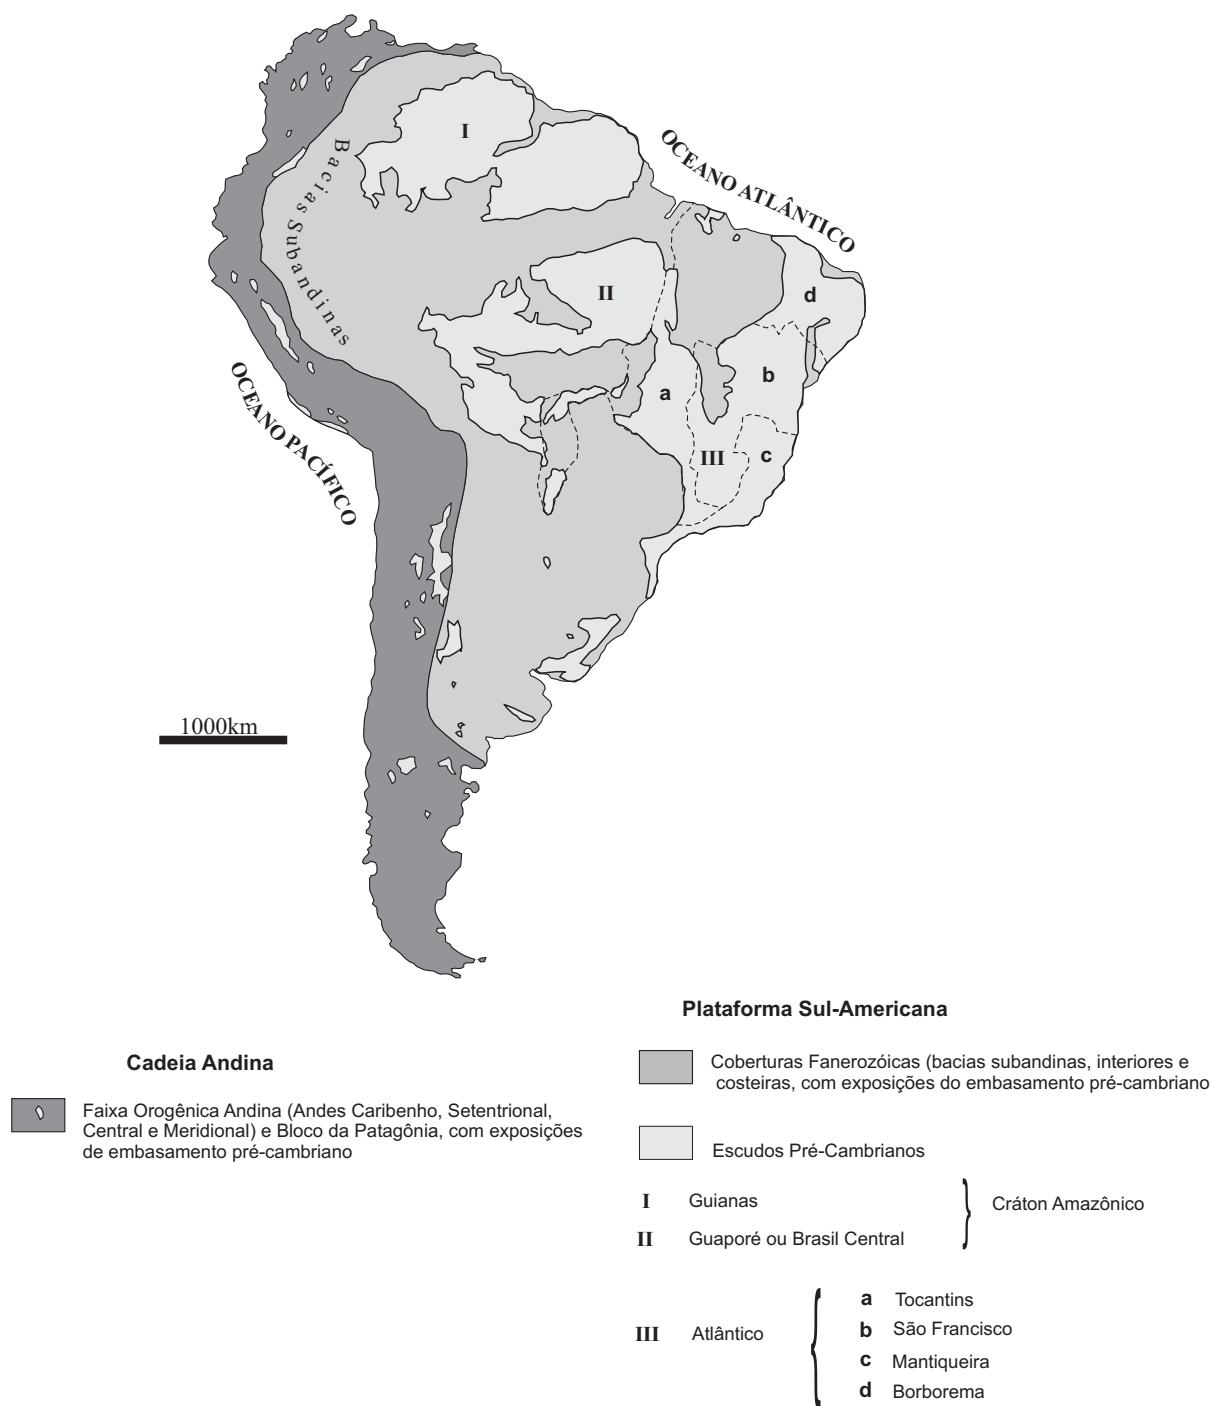 I
OCEANO ATLÂNTICO
Bacias Subandinas
II
d
b
a
OCEANO PACÍFICO
III
c
1000km
Cadeia Andina
Faixa Orogênica Andina (Andes Caribenho, Setentrional,
Central e Meridional) e Bloco da Patagônia, com exposições
de embasamento pré-cambriano
Plataforma Sul-Americana
Coberturas Fanerozóicas (bacias subandinas, interiores e
costeiras, com exposições do embasamento pré-cambriano
Escudos Pré-Cambrianos
I Guianas
Cráton Amazônico
II Guaporé ou Brasil Central
III Atlântico
a Tocantins
b São Francisco
c Mantiqueira
d Borborema